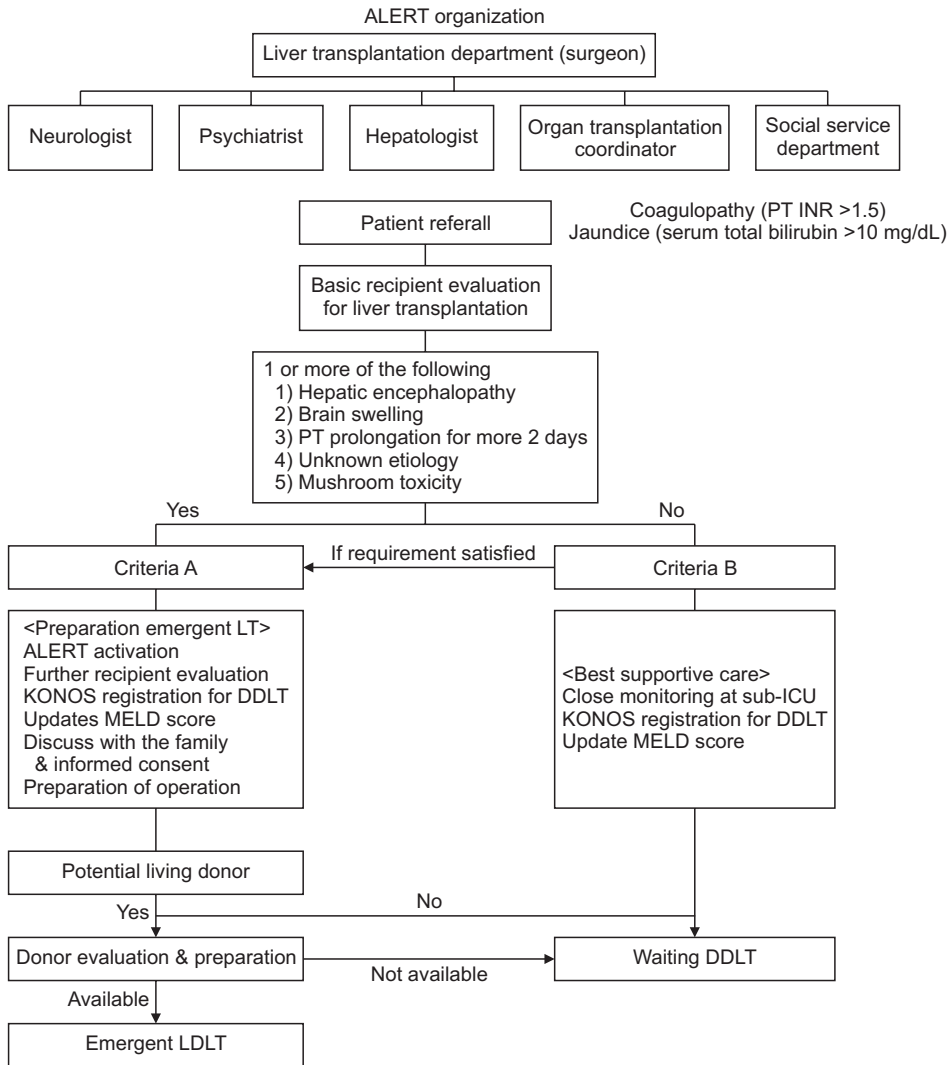 ALERT organization
Liver transplantation department (surgeon)
Neurologist
Psychiatrist
Hepatologist
Organ transplantation
coordinator
Social service
department
Patient referall
Coagulopathy (PT INR >1.5)
Jaundice (serum total bilirubin >10 mg/dL)
Basic recipient evaluation
for liver transplantation
1 or more of the following
1) Hepatic encephalopathy
2) Brain swelling
3) PT prolongation for more 2 days
4) Unknown etiology
5) Mushroom toxicity
Yes
No
Criteria A
If requirement satisfied
Criteria B
<Preparation emergent LT>
ALERT activation
Further recipient evaluation
KONOS registration for DDLT
Updates MELD score
Discuss with the family
& informed consent
Preparation of operation
<Best supportive care>
Close monitoring at sub-ICU
KONOS registration for DDLT
Update MELD score
Potential living donor
Yes
No
Donor evaluation & preparation
Not available
Waiting DDLT
Available
Emergent LDLT